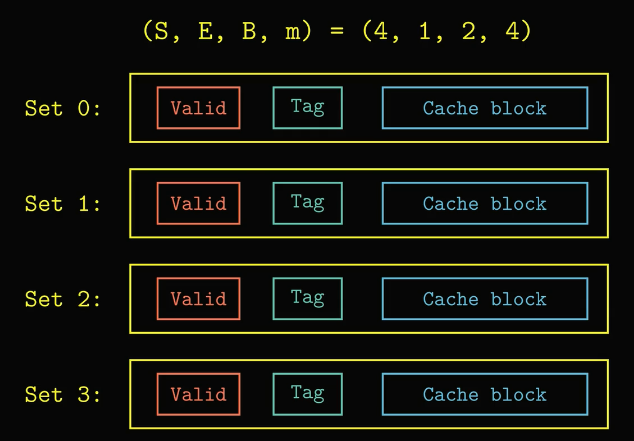 (S, E, B, m) = (4, 1, 2, 4)
Set 0: Valid Tag Cache block
Set 1: Valid Tag Cache block
Set 2: Valid Tag Cache block
Set 3: Valid Tag Cache block